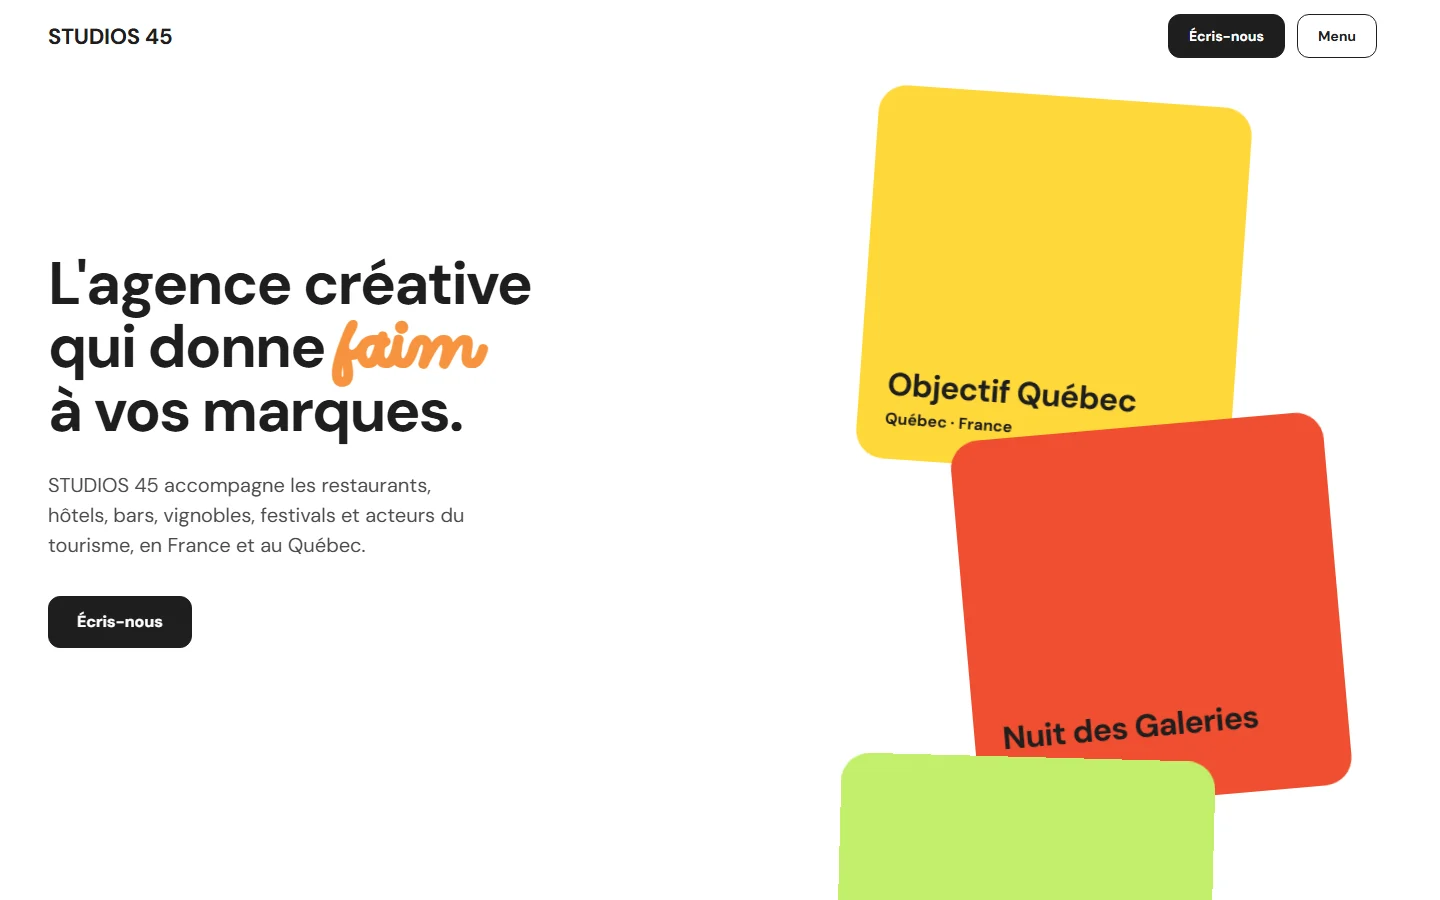 STUDIOS 45
Écris-nous
Menu
L'agence créative
qui donne faim
à vos marques.
STUDIOS 45 accompagne les restaurants,
hôtels, bars, vignobles, festivals et acteurs du
tourisme, en France et au Québec.
Écris-nous
Objectif Québec
Québec · France
Nuit des Galeries